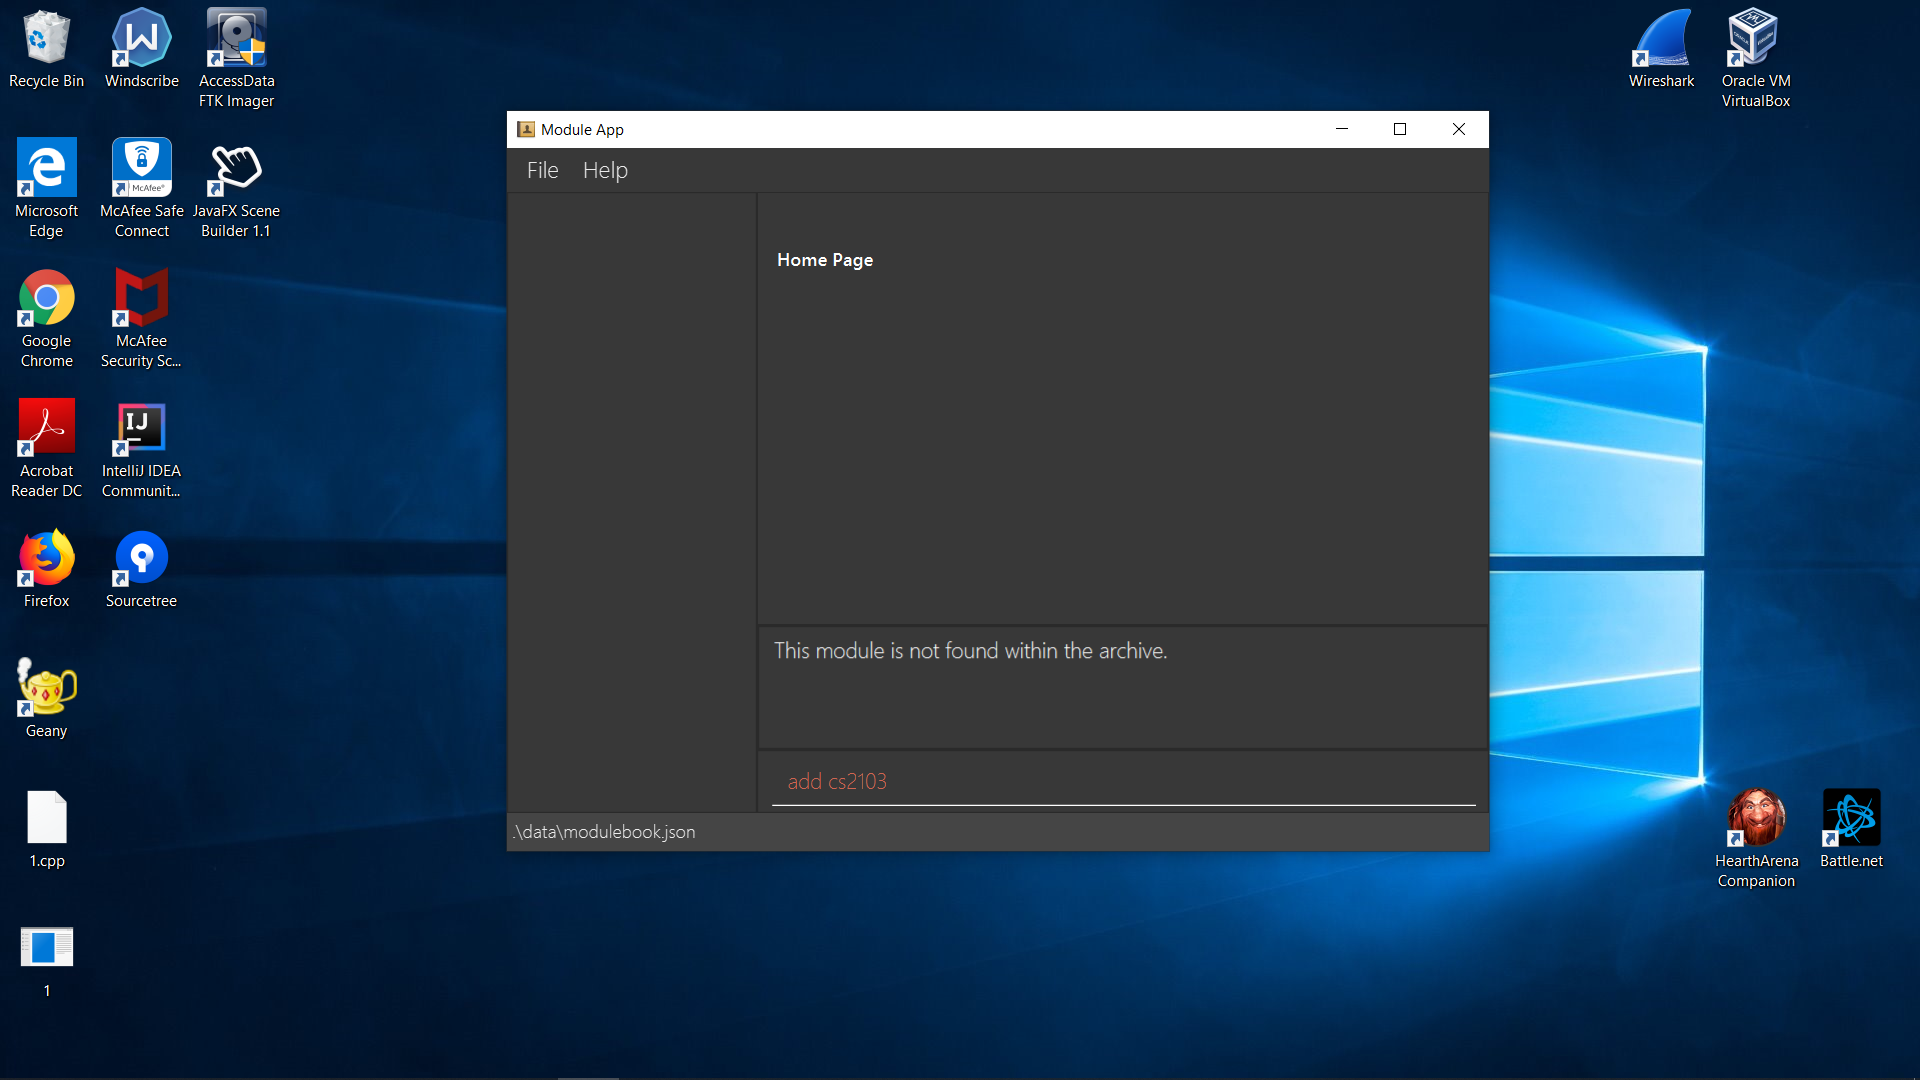 Recycle Bin
Windscribe
AccessData
FTK Imager
Wireshark
Oracle VM
VirtualBox
Microsoft
Edge
McAfee®
McAfee Safe
Connect
JavaFX Scene
Builder 1.1
Google
Chrome
McAfee
Security Sc...
Acrobat
Reader DC
IJ
IntelliJ IDEA
Communit...
Firefox
Sourcetree
Geany
1.cpp
1
Module App
File Help
Home Page
This module is not found within the archive.
add cs2103
.\data\modulebook.json
HearthArena
Companion
Battle.net